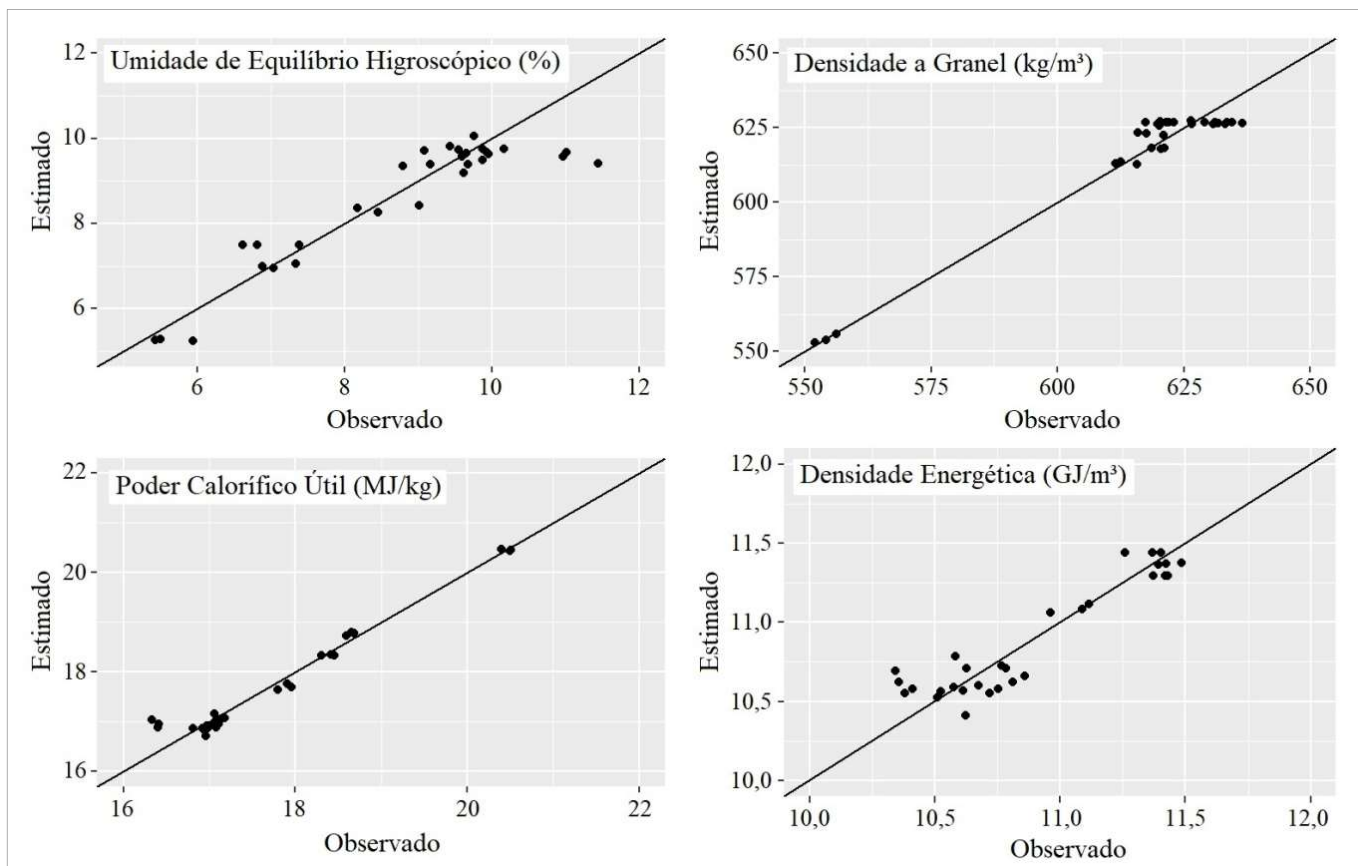 Umidade de Equilíbrio Higroscópico (%)
Estimado
12
10
8
6
6 8 10 12
Observado
Densidade a Granel (kg/m³)
Estimado
650
625
600
575
550
550 575 600 625 650
Observado
Poder Calorífico Útil (MJ/kg)
Estimado
22
20
18
16
16 18 20 22
Observado
Densidade Energética (GJ/m³)
Estimado
12,0
11,5
11,0
10,5
10,0
10,0 10,5 11,0 11,5 12,0
Observado